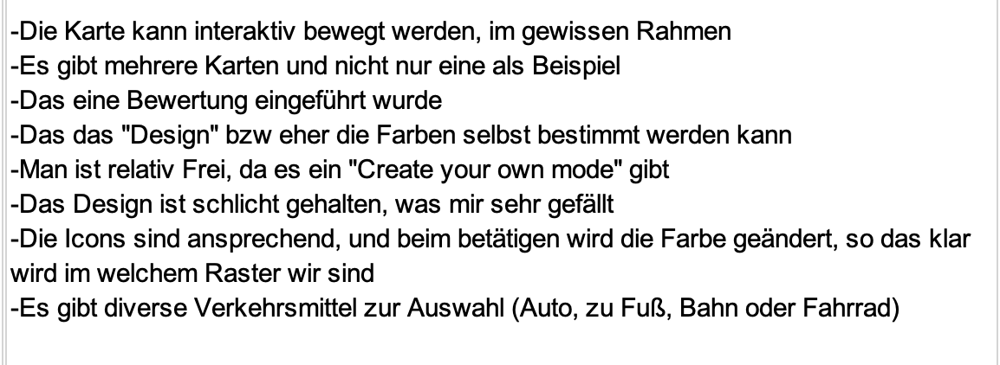 -Die Karte kann interaktiv bewegt werden, im gewissen Rahmen
-Es gibt mehrere Karten und nicht nur eine als Beispiel
-Das eine Bewertung eingeführt wurde
-Das das "Design" bzw eher die Farben selbst bestimmt werden kann
-Man ist relativ Frei, da es ein "Create your own mode" gibt
-Das Design ist schlicht gehalten, was mir sehr gefällt
-Die Icons sind ansprechend, und beim betätigen wird die Farbe geändert, so das klar
wird im welchem Raster wir sind
-Es gibt diverse Verkehrsmittel zur Auswahl (Auto, zu Fuß, Bahn oder Fahrrad)